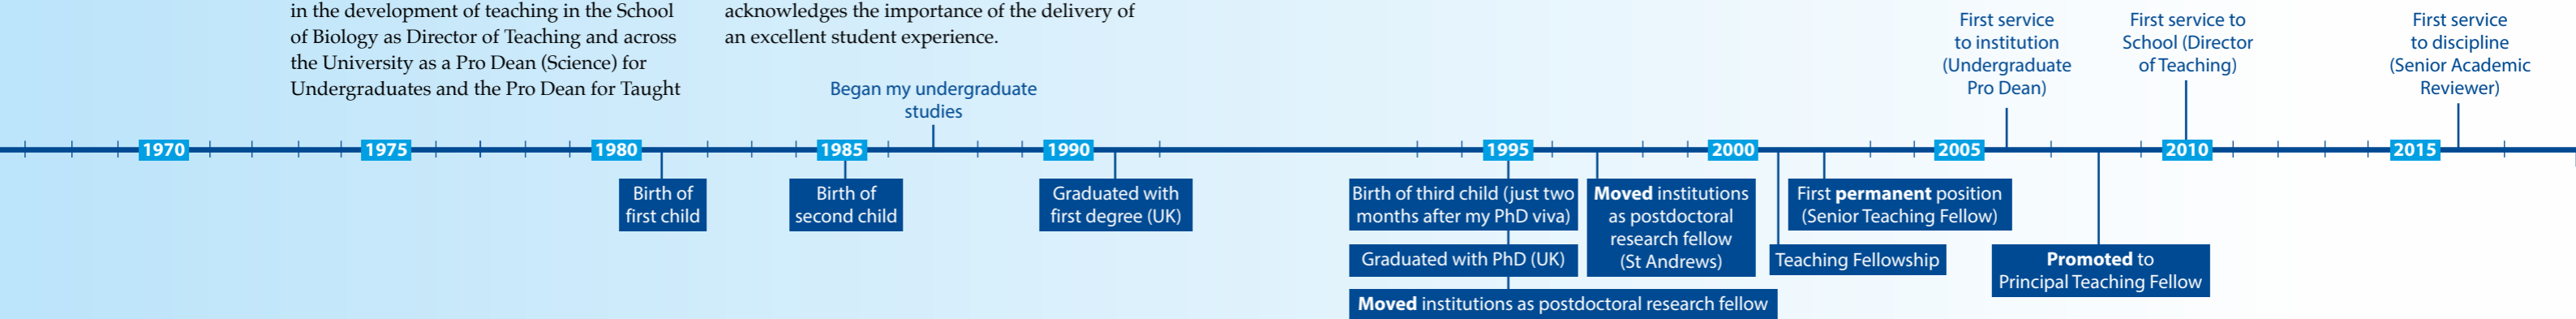 in the development of teaching in the School
of Biology as Director of Teaching and across
the University as a Pro Dean (Science) for
Undergraduates and the Pro Dean for Taught
acknowledges the importance of the delivery of
an excellent student experience.
Began my undergraduate
studies
First service
to institution
(Undergraduate
Pro Dean)
First service to
School (Director
of Teaching)
First service
to discipline
(Senior Academic
Reviewer)
1970
1975
1980
1985
1990
1995
2000
2005
2010
2015
Birth of
first child
Birth of
second child
Graduated with
first degree (UK)
Birth of third child (just two
months after my PhD viva)
Graduated with PhD (UK)
Moved institutions as postdoctoral research fellow
Moved institutions
as postdoctoral
research fellow
(St Andrews)
First permanent position
(Senior Teaching Fellow)
Teaching Fellowship
Promoted to
Principal Teaching Fellow